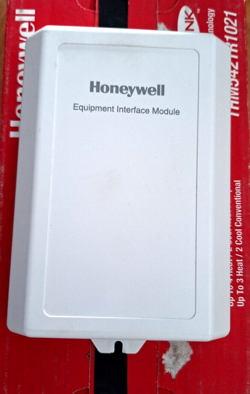 Honeywell
Equipment Interface Module
Honeywell
THM5421R1021
Up To 3 Heat / 2 Cool Conventional